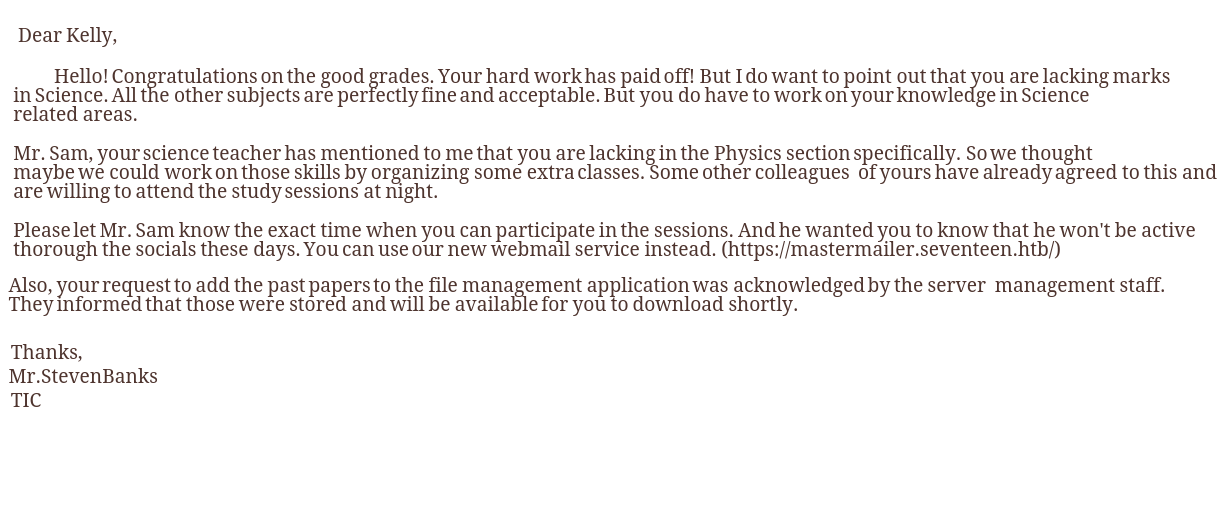 Dear Kelly,
Hello! Congratulations on the good grades. Your hard work has paid off! But I do want to point out that you are lacking marks
in Science. All the other subjects are perfectly fine and acceptable. But you do have to work on your knowledge in Science
related areas.
Mr. Sam, your science teacher has mentioned to me that you are lacking in the Physics section specifically. So we thought
maybe we could work on those skills by organizing some extra classes. Some other colleagues of yours have already agreed to this and
are willing to attend the study sessions at night.
Please let Mr. Sam know the exact time when you can participate in the sessions. And he wanted you to know that he won't be active
thorough the socials these days. You can use our new webmail service instead. (https://mastermailer.seventeen.htb/)
Also, your request to add the past papers to the file management application was acknowledged by the server management staff.
They informed that those were stored and will be available for you to download shortly.
Thanks,
Mr.StevenBanks
TIC